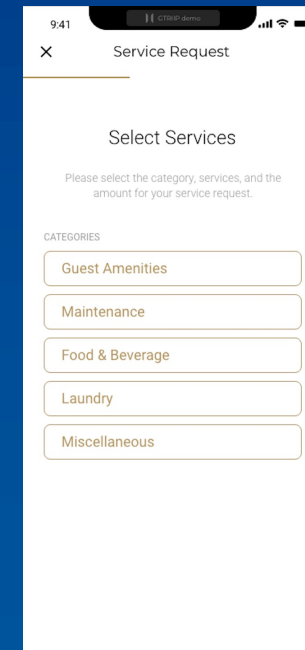 9:41
CTRIP demo
Service Request
Select Services
Please select the category, services, and the
amount for your service request.
CATEGORIES
Guest Amenities
Maintenance
Food & Beverage
Laundry
Miscellaneous